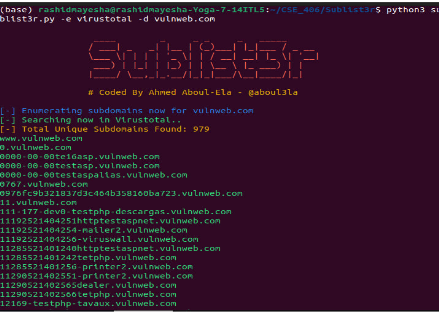 (base) rashidmayesha@rashidmayesha-Yoga-7-14ITL5:~/CSE_406/Sublist3r$ python3 su
blist3r.py -e virustotal -d vulnweb.com
Sublist3r
# Coded By Ahmed Aboul-Ela - @aboul3la
[-] Enumerating subdomains now for vulnweb.com
[-] Searching now in Virustotal..
[-] Total Unique Subdomains Found: 979
www.vulnweb.com
0.vulnweb.com
0000-00-00te16asp.vulnweb.com
0000-00-00testasp.vulnweb.com
0000-00-00testaspalias.vulnweb.com
0767.vulnweb.com
0976fc9b321837d3c464b358160ba723.vulnweb.com
11.vulnweb.com
111-177-dev0-testphp-descargas.vulnweb.com
11192521404251httptestaspnet.vulnweb.com
11192521404254-mailer2.vulnweb.com
11192521404256-viruswall.vulnweb.com
11285521401240httptestaspnet.vulnweb.com
11285521401242tetphp.vulnweb.com
11285521401256-printer2.vulnweb.com
11290521402551-printer2.vulnweb.com
11290521402565dealer.vulnweb.com
11290521402566tetphp.vulnweb.com
12169-testphp-tavaux.vulnweb.com